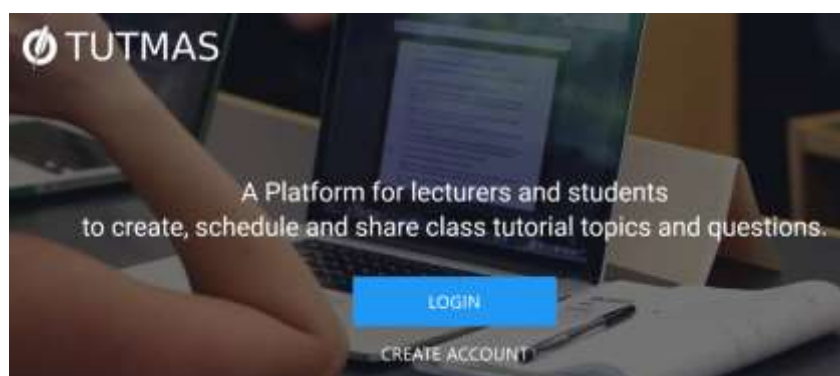 TUTMAS
A Platform for lecturers and students
to create, schedule and share class tutorial topics and questions.
LOGIN
CREATE ACCOUNT